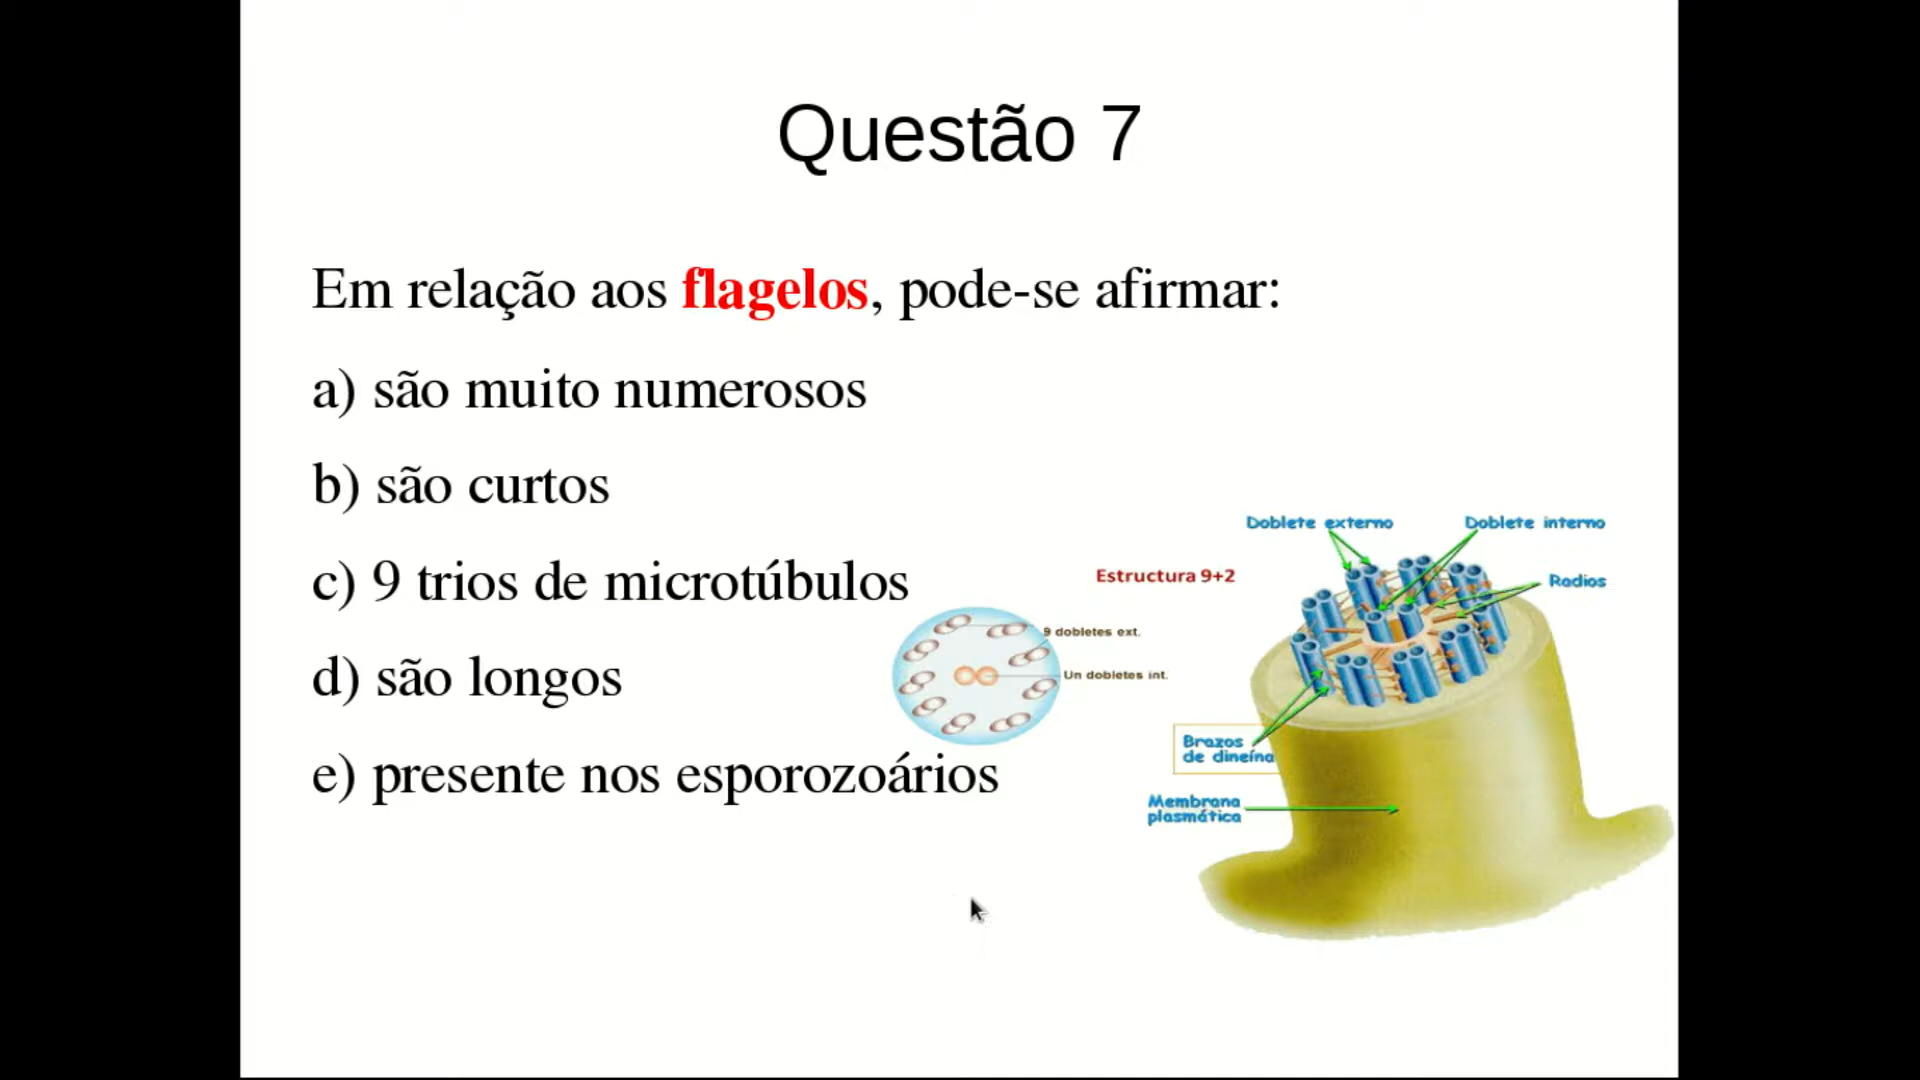 Questão 7
Em relação aos flagelos, pode-se afirmar:
a) são muito numerosos
b) são curtos
c) 9 trios de microtúbulos
d) são longos
e) presente nos esporozoários
Estructura 9+2
9 dobletes ext.
Un dobletes int.
Doblete externo
Doblete interno
Radios
Brazos
de dineína
Membrana
plasmática